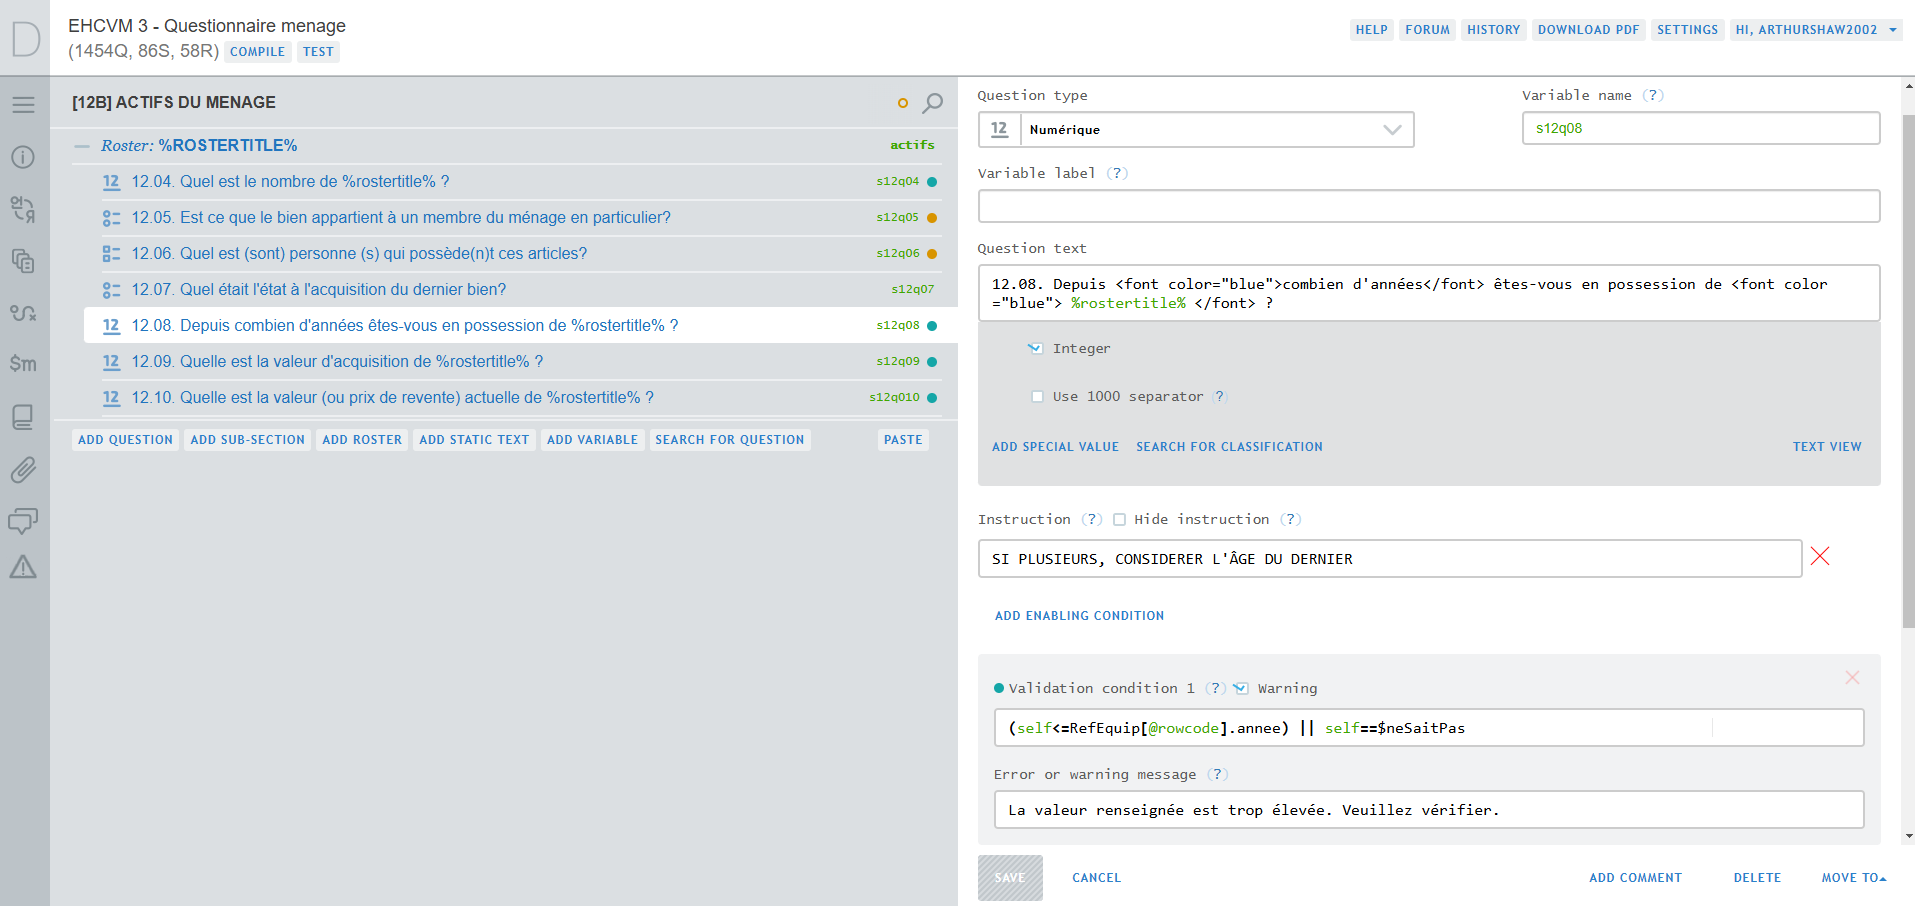 D
EHCVM 3 - Questionnaire menage
(1454Q, 86S, 58R) COMPILE TEST
HELP FORUM HISTORY DOWNLOAD PDF SETTINGS HI, ARTHURSHAW2002
[12B] ACTIFS DU MENAGE
Roster: %ROSTERTITLE% actifs
12 12.04. Quel est le nombre de %rostertitle% ? s12q04
12.05. Est ce que le bien appartient à un membre du ménage en particulier? s12q05
12.06. Quel est (sont) personne (s) qui possède(n)t ces articles? s12q06
12.07. Quel était l'état à l'acquisition du dernier bien? s12q07
12 12.08. Depuis combien d'années êtes-vous en possession de %rostertitle% ? s12q08
12 12.09. Quelle est la valeur d'acquisition de %rostertitle% ? s12q09
12 12.10. Quelle est la valeur (ou prix de revente) actuelle de %rostertitle% ? s12q010
ADD QUESTION ADD SUB-SECTION ADD ROSTER ADD STATIC TEXT ADD VARIABLE SEARCH FOR QUESTION PASTE
$m
Question type
12 Numérique
Variable name (?)
s12q08
Variable label (?)
Question text
12.08. Depuis <font color="blue">combien d'années</font> êtes-vous en possession de <font color
="blue"> %rostertitle% </font> ?
Integer
Use 1000 separator (?)
ADD SPECIAL VALUE SEARCH FOR CLASSIFICATION TEXT VIEW
Instruction (?) Hide instruction (?)
SI PLUSIEURS, CONSIDERER L'ÂGE DU DERNIER
ADD ENABLING CONDITION
Validation condition 1 (?) Warning
(self<=RefEquip[@rowcode].annee) || self==$neSaitPas
Error or warning message (?)
La valeur renseignée est trop élevée. Veuillez vérifier.
SAVE CANCEL ADD COMMENT DELETE MOVE TO